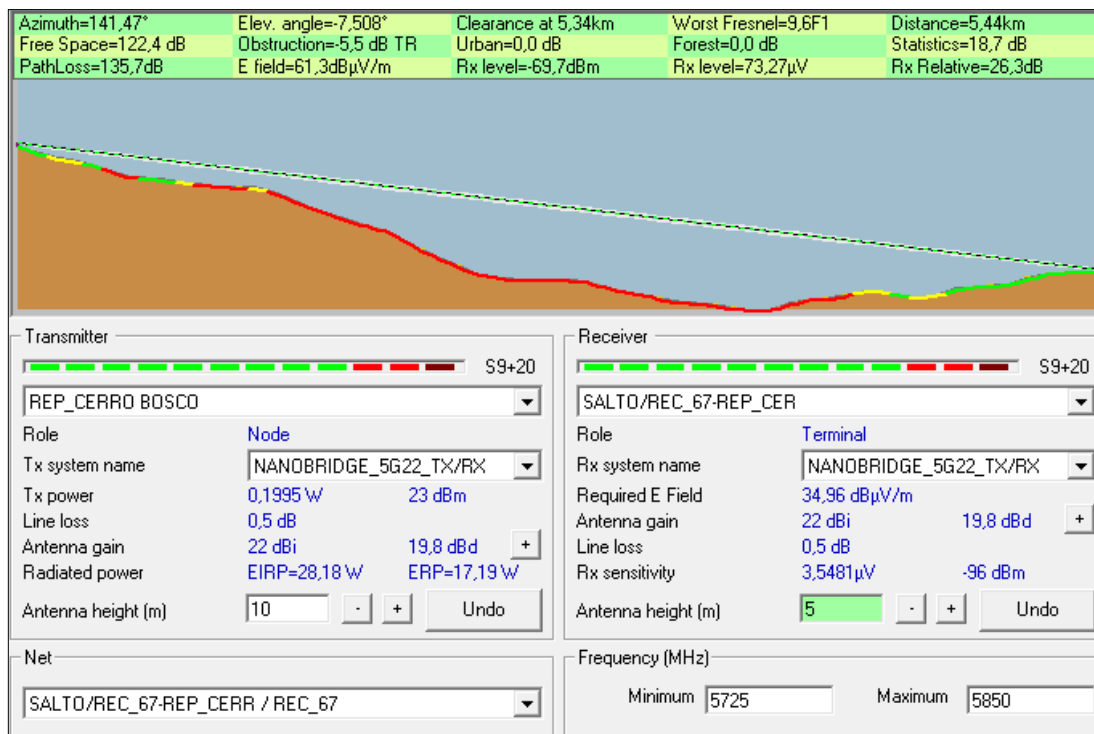 Azimuth=141,47° Elev. angle=-7,508° Clearance at 5,34km Worst Fresnel=9,6F1 Distance=5,44km
Free Space=122,4 dB Obstruction=-5,5 dB TR Urban=0,0 dB Forest=0,0 dB Statistics=18,7 dB
PathLoss=135,7dB E field=61,3dBµV/m Rx level=-69,7dBm Rx level=73,27µV Rx Relative=26,3dB
Transmitter
S9+20
REP_CERRO BOSCO
Role Node
Tx system name NANOBRIDGE_5G22_TX/RX
Tx power 0,1995 W 23 dBm
Line loss 0,5 dB
Antenna gain 22 dBi 19,8 dBd +
Radiated power EIRP=28,18 W ERP=17,19 W
Antenna height (m) 10 - + Undo
Net
SALTO/REC_67-REP_CERR / REC_67
Receiver
S9+20
SALTO/REC_67-REP_CER
Role Terminal
Rx system name NANOBRIDGE_5G22_TX/RX
Required E Field 34,96 dBµV/m
Antenna gain 22 dBi 19,8 dBd +
Line loss 0,5 dB
Rx sensitivity 3,5481µV -96 dBm
Antenna height (m) 5 - + Undo
Frequency (MHz)
Minimum 5725 Maximum 5850